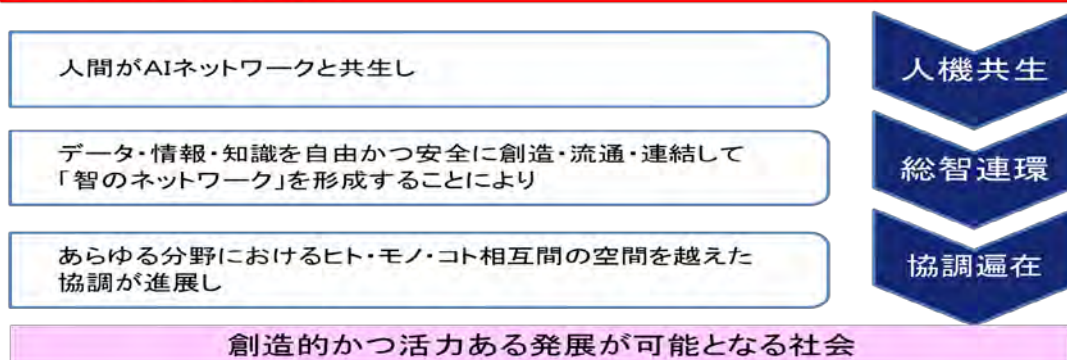 人間がAIネットワークと共生し
人機共生
データ・情報・知識を自由かつ安全に創造・流通・連結して
「智のネットワーク」を形成することにより
総智連環
あらゆる分野におけるヒト・モノ・コト相互間の空間を越えた
協調が進展し
協調遍在
創造的かつ活力ある発展が可能となる社会